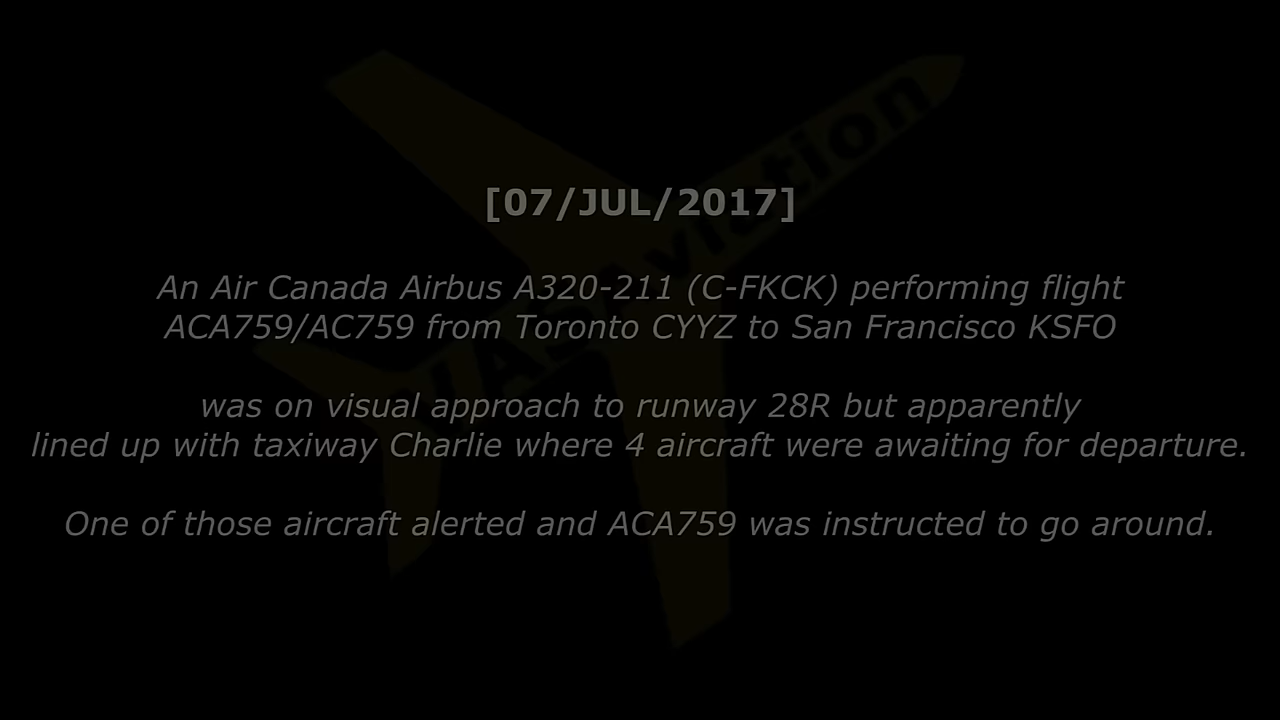 [07/JUL/2017]
An Air Canada Airbus A320-211 (C-FKCK) performing flight
ACA759/AC759 from Toronto CYYZ to San Francisco KSFO
was on visual approach to runway 28R but apparently
lined up with taxiway Charlie where 4 aircraft were awaiting for departure.
One of those aircraft alerted and ACA759 was instructed to go around.
VASAviation